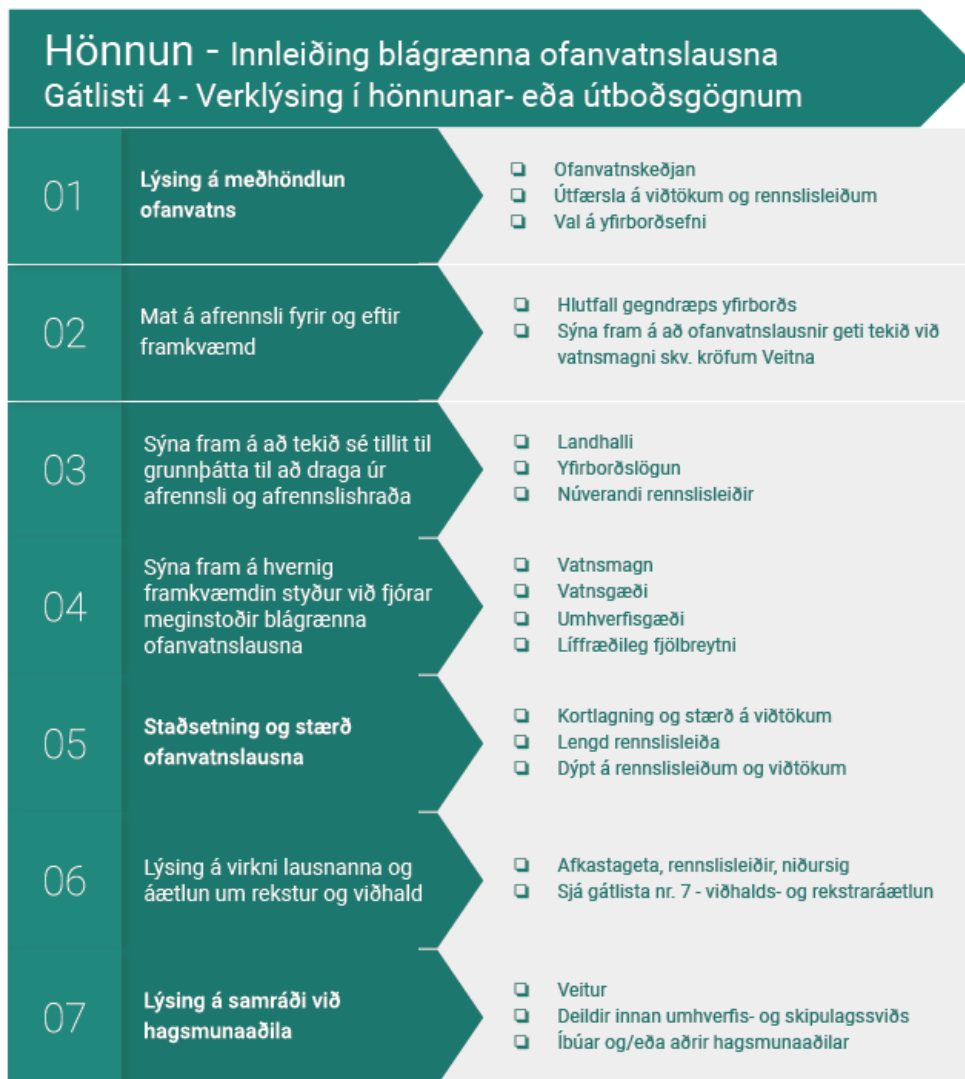 Hönnun - Innleiðing blágrænna ofanvatnslausna
Gátlisti 4 - Verklýsing í hönnunar- eða útboðsgögnum
01
Lýsing á meðhöndlun
ofanvatns
❏ Ofanvatnskeðjan
❏ Útfærsla á viðtökum og rennslisleiðum
❏ Val á yfirborðsefni
02
Mat á afrennsli fyrir og eftir
framkvæmd
❏ Hlutfall gegndræps yfirborðs
❏ Sýna fram á að ofanvatnslausnir geti tekið við
vatnsmagni skv. kröfum Veitna
03
Sýna fram á að tekið sé tillit til
grunnþátta til að draga úr
afrennsli og afrennslishraða
❏ Landhalli
❏ Yfirborðslögun
❏ Núverandi rennslisleiðir
04
Sýna fram á hvernig
framkvæmdin styður við fjórar
meginstoðir blágrænna
ofanvatnslausna
❏ Vatnsmagn
❏ Vatnsgæði
❏ Umhverfisgæði
❏ Líffræðileg fjölbreytni
05
Staðsetning og stærð
ofanvatnslausna
❏ Kortlagning og stærð á viðtökum
❏ Lengd rennslisleiða
❏ Dýpt á rennslisleiðum og viðtökum
06
Lýsing á virkni lausnanna og
áætlun um rekstur og viðhald
❏ Afkastageta, rennslisleiðir, niðursig
❏ Sjá gátlista nr. 7 - viðhalds- og rekstraráætlun
07
Lýsing á samráði við
hagsmunaaðila
❏ Veitur
❏ Deildir innan umhverfis- og skipulagssviðs
❏ Íbúar og/eða aðrir hagsmunaaðilar